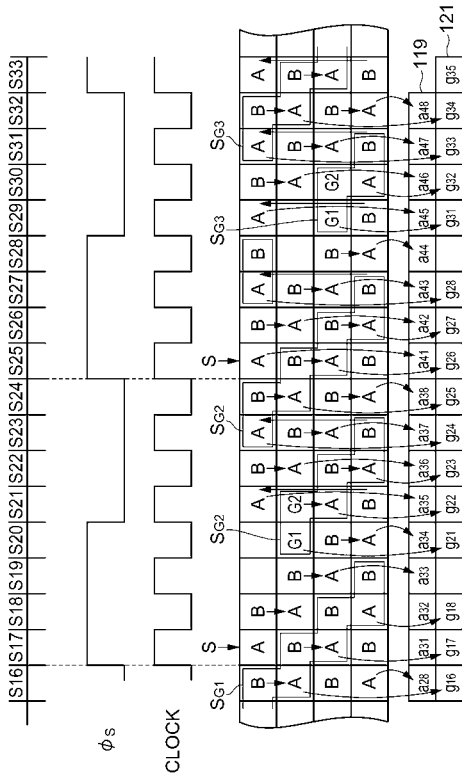 S16|S17|S18|S19|S20|S21|S22|S23|S24|S25|S26|S27|S28|S29|S30|S31|S32|S33
φS
CLOCK
SG1 S SG2 SG2 S SG3 SG3
B A B A B A B A B A B A B A B A
A B A B G1 G2 A B A B A B A B A B
B A B A B A B A B A B A B G1 G2 A B A
A B A B A B A B A B A B A B A B A B
a28 a31 a32 a33 a34 a35 a36 a37 a38 a41 a42 a43 a44 a45 a46 a47 a48 119
g16 g17 g18 g21 g22 g23 g24 g25 g26 g27 g28 g31 g32 g33 g34 g35 121